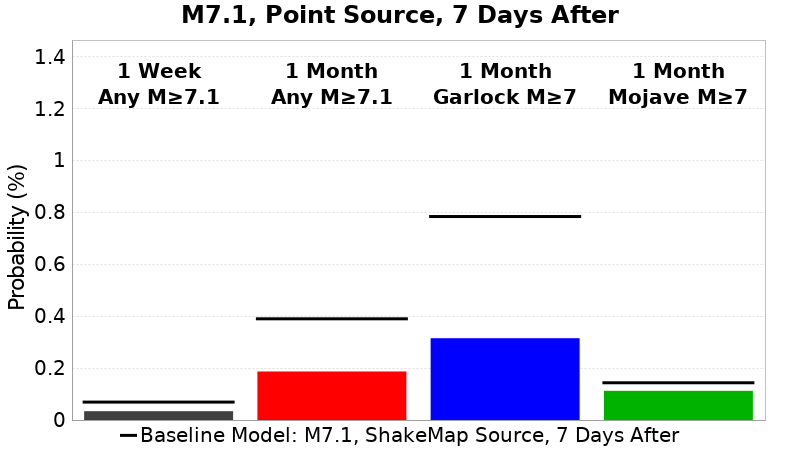 M7.1, Point Source, 7 Days After
Probability (%)
1.4
1.2
1
0.8
0.6
0.4
0.2
0
1 Week
Any M≥7.1
1 Month
Any M≥7.1
1 Month
Garlock M≥7
1 Month
Mojave M≥7
Baseline Model: M7.1, ShakeMap Source, 7 Days After